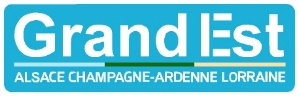 Grand Est
ALSACE CHAMPAGNE-ARDENNE LORRAINE